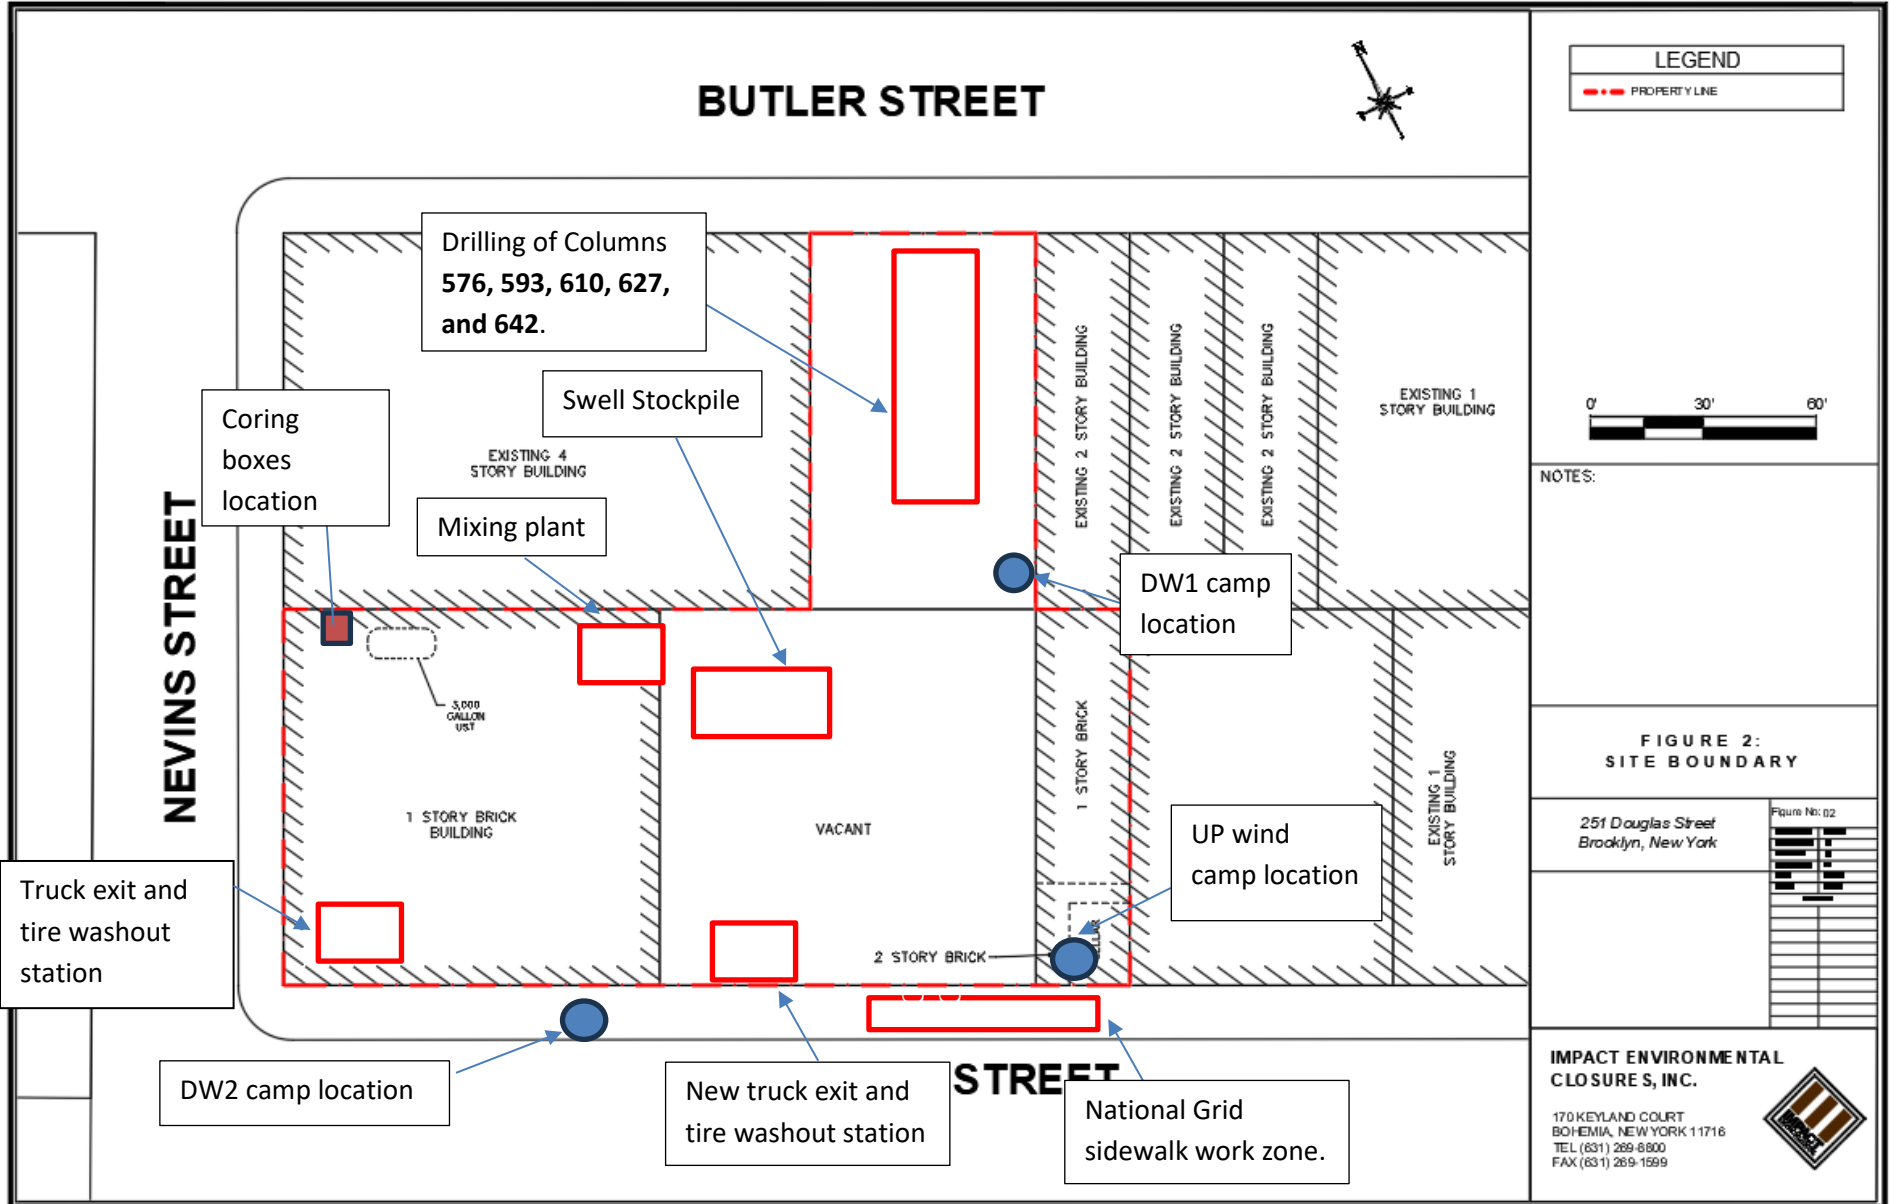 BUTLER STREET
N
LEGEND
PROPERTY LINE
Drilling of Columns
576, 593, 610, 627,
and 642.
Swell Stockpile
Coring
boxes
location
EXISTING 4
STORY BUILDING
Mixing plant
EXISTING 2 STORY BUILDING
EXISTING 2 STORY BUILDING
EXISTING 2 STORY BUILDING
EXISTING 1
STORY BUILDING
0'
30'
60'
NOTES:
NEVINS STREET
DW1 camp
location
3,000
GALLON
UST
1 STORY BRICK
BUILDING
VACANT
1 STORY BRICK
EXISTING 1
STORY BUILDING
UP wind
camp location
2 STORY BRICK
Truck exit and
tire washout
station
DW2 camp location
New truck exit and
tire washout station
STREET
National Grid
sidewalk work zone.
FIGURE 2:
SITE BOUNDARY
251 Douglas Street
Brooklyn, New York
Figure No: 02
IMPACT ENVIRONMENTAL
CLOSURES, INC.
170 KEYLAND COURT
BOHEMIA, NEW YORK 11716
TEL (631) 269-8800
FAX (631) 269-1599
IMPACT